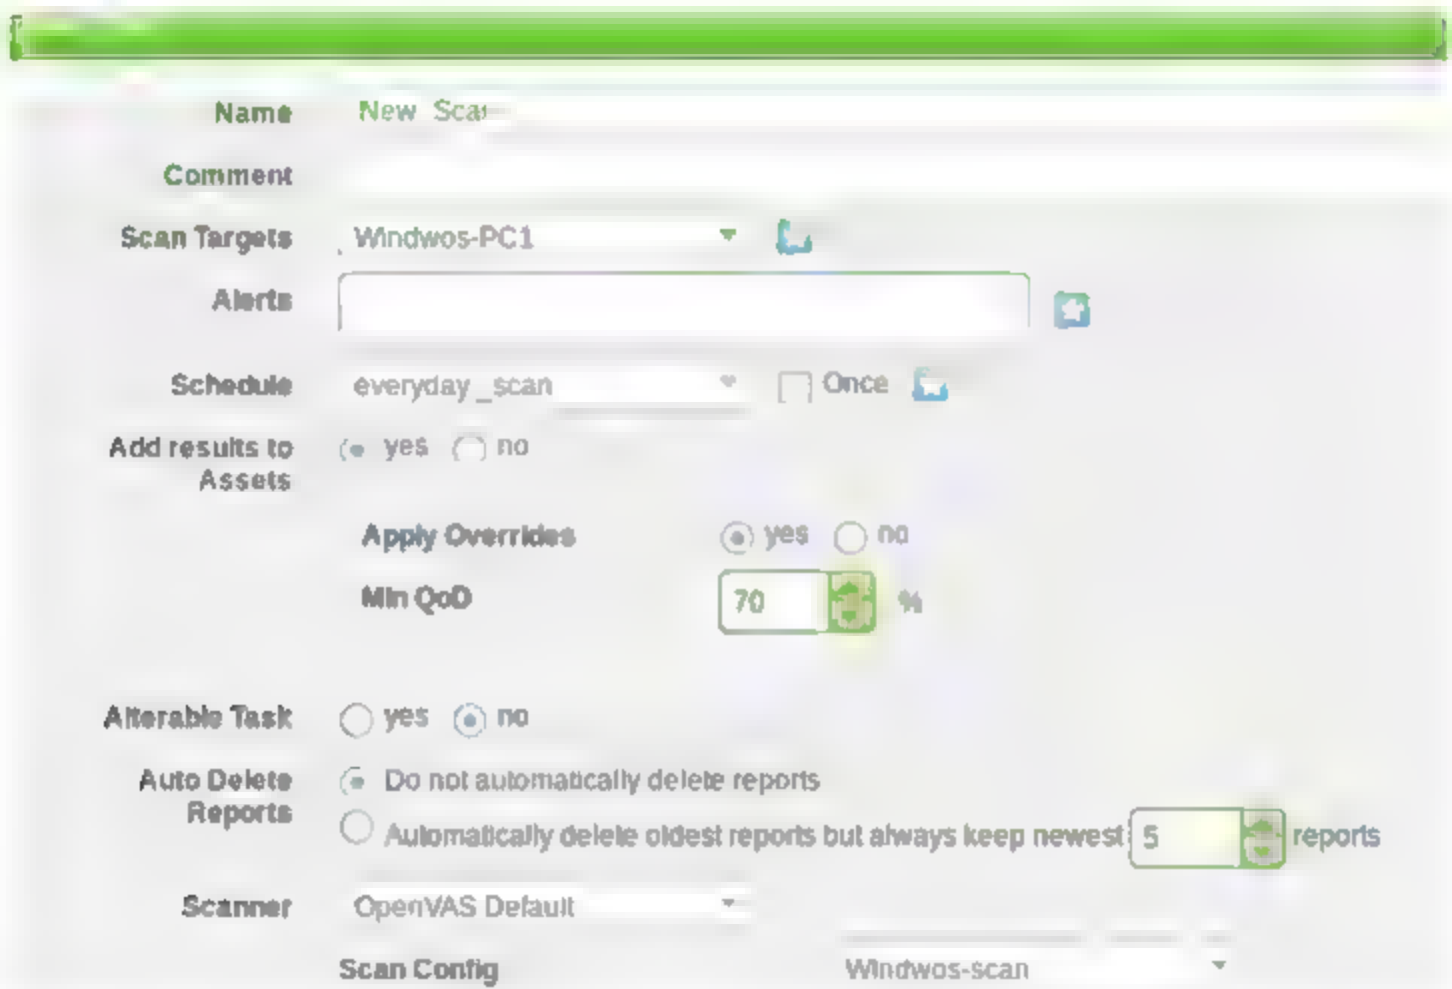 Name New Sca
Comment
Scan Targets Windwos-PC1
Alerts
Schedule everyday_scan Once
Add results to yes no
Assets
Apply Overrides yes no
Min QoD 70 %
Alterable Task yes no
Auto Delete Do not automatically delete reports
Reports
Automatically delete oldest reports but always keep newest 5 reports
Scanner OpenVAS Default
Scan Config Windwos-scan